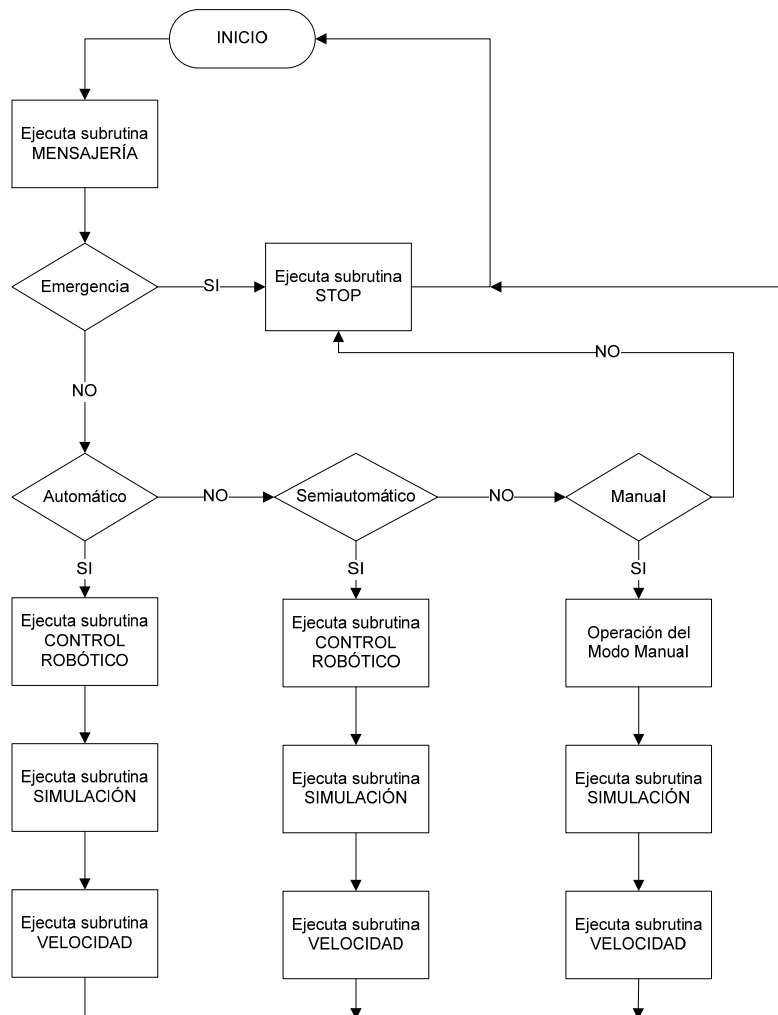 INICIO
Ejecuta subrutina
MENSAJERÍA
Emergencia
SI
Ejecuta subrutina
STOP
NO
NO
Automático
NO
Semiautomático
NO
Manual
SI
SI
SI
Ejecuta subrutina
CONTROL
ROBÓTICO
Ejecuta subrutina
CONTROL
ROBÓTICO
Operación del
Modo Manual
Ejecuta subrutina
SIMULACIÓN
Ejecuta subrutina
SIMULACIÓN
Ejecuta subrutina
SIMULACIÓN
Ejecuta subrutina
VELOCIDAD
Ejecuta subrutina
VELOCIDAD
Ejecuta subrutina
VELOCIDAD